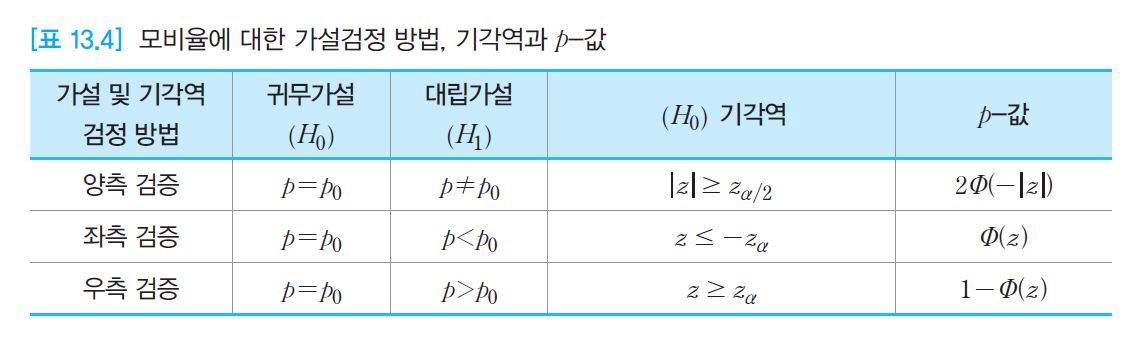 [표 13.4] 모비율에 대한 가설검정 방법, 기각역과 p-값
가설 및 기각역 검정 방법 | 귀무가설 (H₀) | 대립가설 (H₁) | (H₀) 기각역 | p-값
양측 검증 | p=p₀ | p≠p₀ | |z| ≥ z_{α/2} | 2Φ(-|z|)
좌측 검증 | p=p₀ | p<p₀ | z ≤ -z_α | Φ(z)
우측 검증 | p=p₀ | p>p₀ | z ≥ z_α | 1-Φ(z)